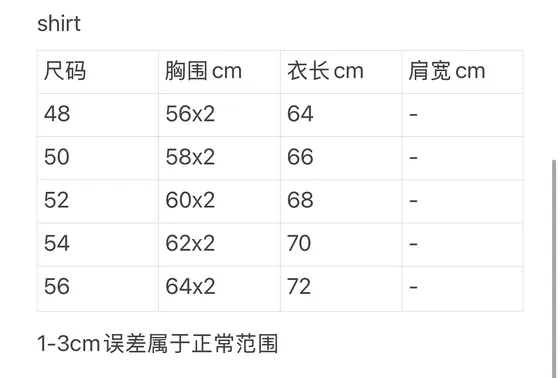 shirt
尺码 胸围cm 衣长cm 肩宽cm
48 56x2 64 -
50 58x2 66 -
52 60x2 68 -
54 62x2 70 -
56 64x2 72 -
1-3cm误差属于正常范围